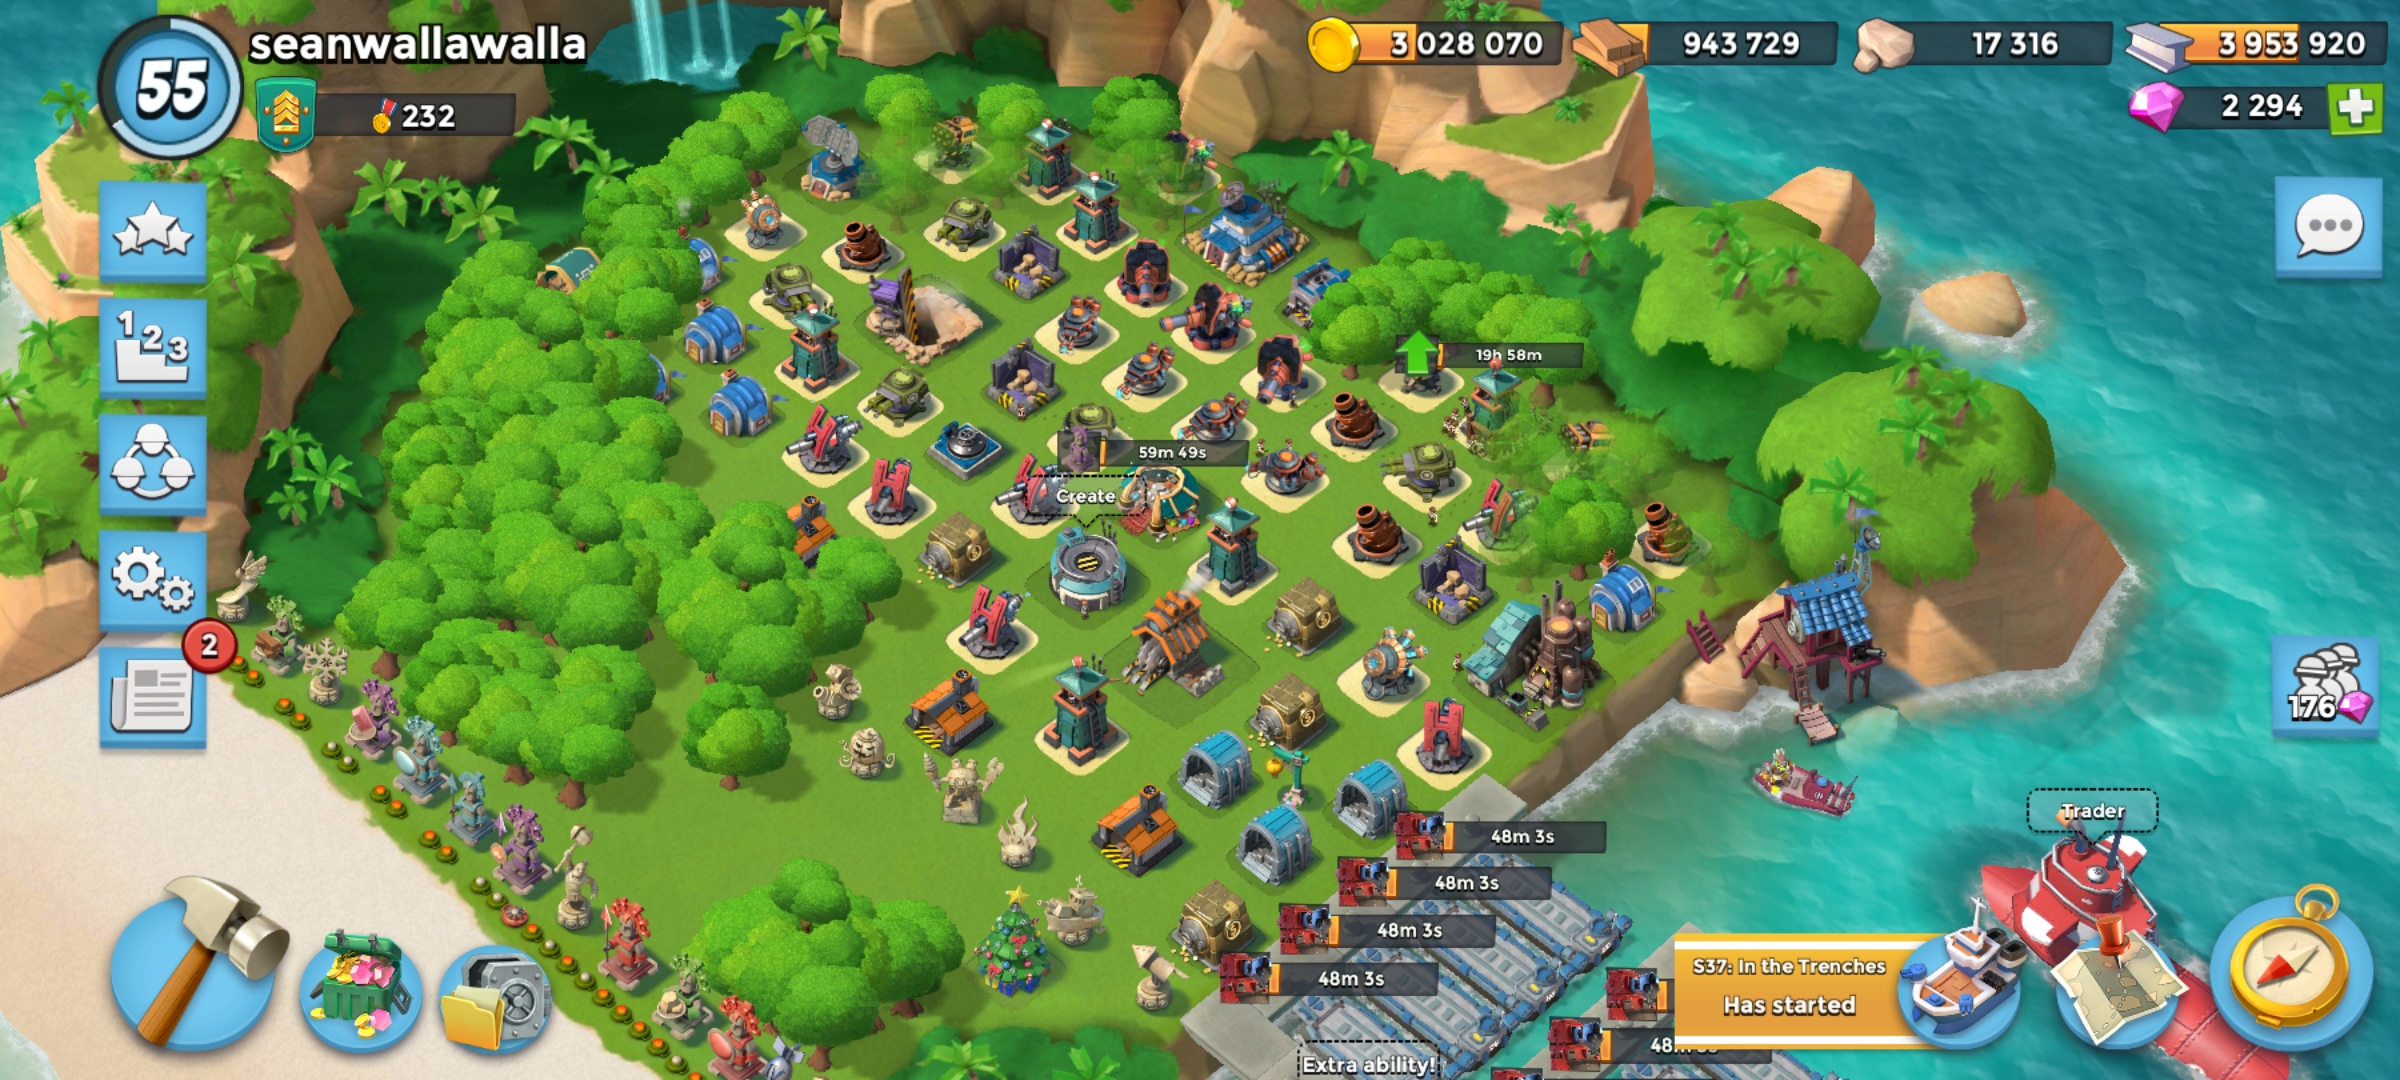 55
seanwallawalla
232
3 028 070
943 729
17 316
3 953 920
2 294
123
19h 58m
59m 49s
Create
2
176
Trader
48m 3s
48m 3s
48m 3s
48m 3s
S37: In the Trenches
Has started
Extra ability!